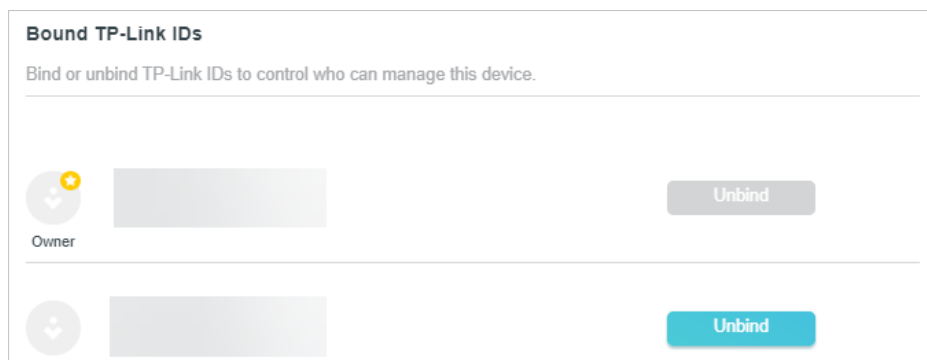 Bound TP-Link IDs
Bind or unbind TP-Link IDs to control who can manage this device.
Unbind
Owner
Unbind